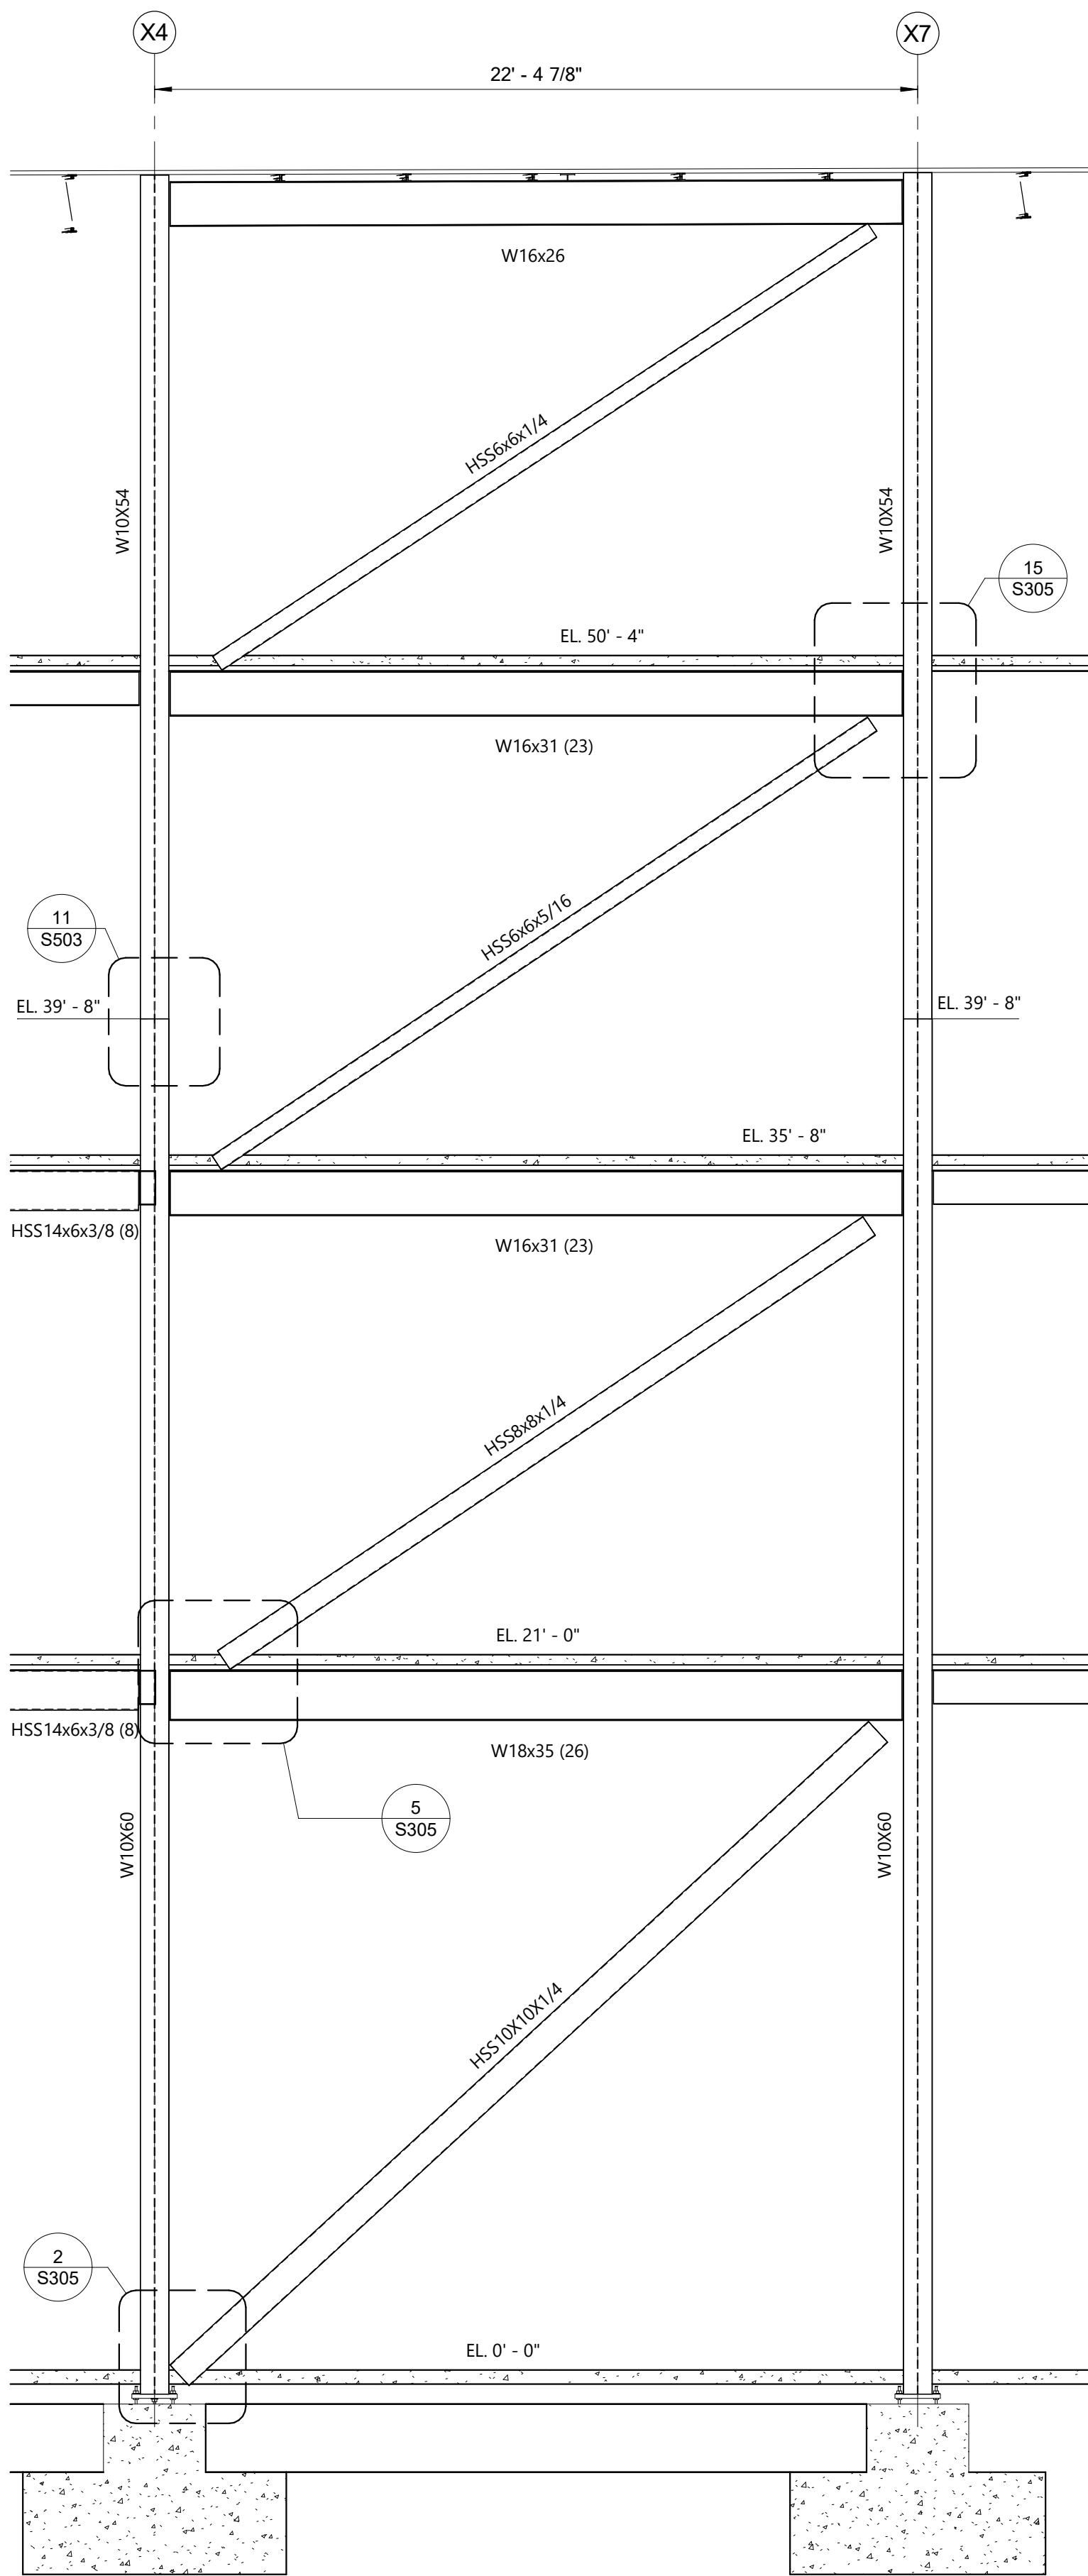 X4
X7
22' - 4 7/8"
W16x26
HSS6x6x1/4
W10X54
W10X54
15
S305
EL. 50' - 4"
W16x31 (23)
HSS6x6x5/16
11
S503
EL. 39' - 8"
EL. 39' - 8"
EL. 35' - 8"
HSS14x6x3/8 (8)
W16x31 (23)
HSS8x8x1/4
EL. 21' - 0"
HSS14x6x3/8 (8)
W18x35 (26)
5
S305
W10X60
W10X60
HSS10X10X1/4
2
S305
EL. 0' - 0"